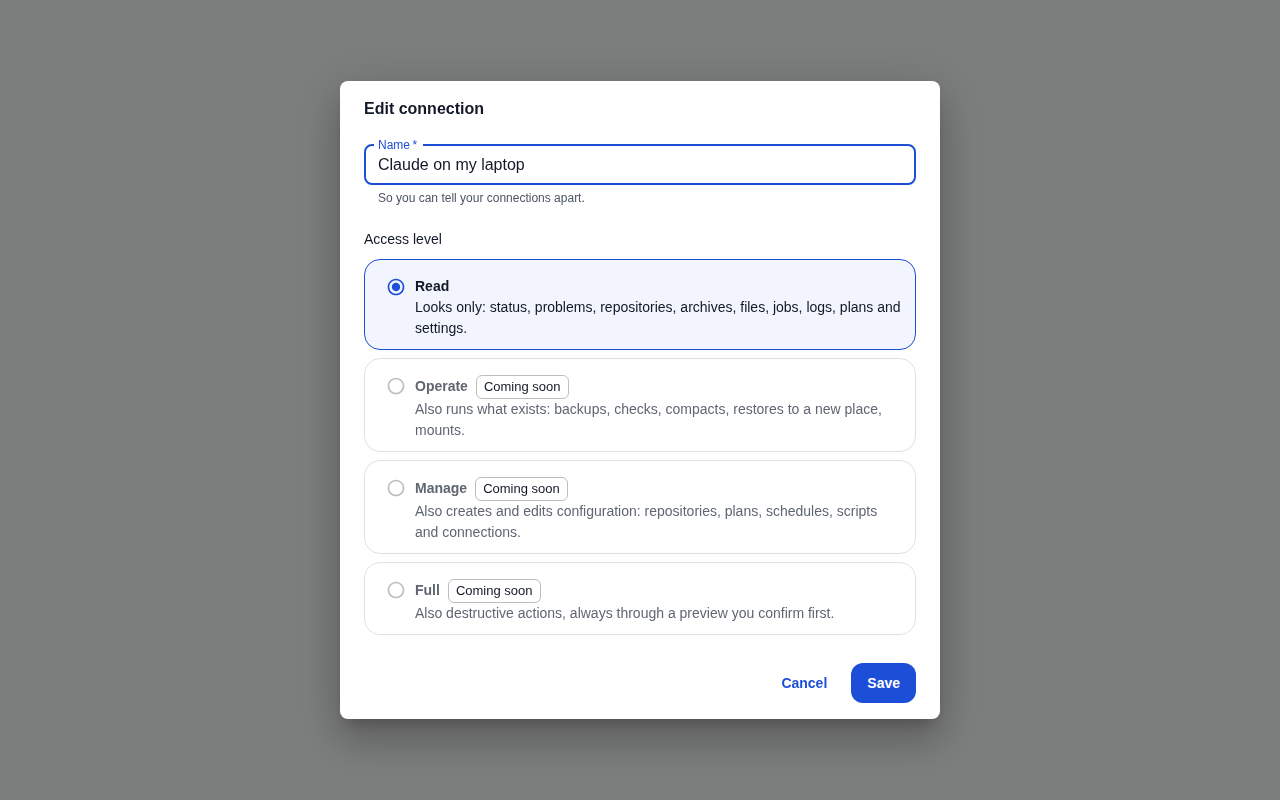 Edit connection
Name *
Claude on my laptop
So you can tell your connections apart.
Access level
Read
Looks only: status, problems, repositories, archives, files, jobs, logs, plans and
settings.
Operate Coming soon
Also runs what exists: backups, checks, compacts, restores to a new place,
mounts.
Manage Coming soon
Also creates and edits configuration: repositories, plans, schedules, scripts
and connections.
Full Coming soon
Also destructive actions, always through a preview you confirm first.
Cancel Save